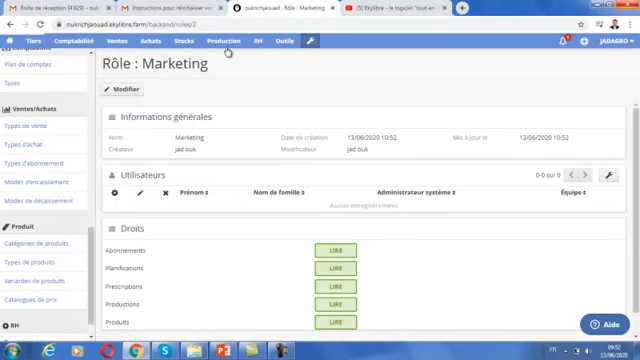 Boîte de réception (4 829) - ouk
Instructions pour réinitialiser vo
oukrichjaouad - Rôle : Marketing
Ekylibre - le logiciel "tout-en-
oukrichjaouad.ekylibre.farm/backend/roles/2
Tiers Comptabilité Ventes Achats Stocks Production RH Outils JADAGRO
Comptabilité
Plan de comptes
Taxes
Ventes/Achats
Types de vente
Types d'achat
Types d'abonnement
Modes d'encaissement
Modes de décaissement
Produit
Catégories de produits
Types de produits
Variantes de produits
Catalogues de prix
RH
Rôle : Marketing
Modifier
Informations générales
Nom Marketing Date de création 13/06/2020 10:52 Mis à jour le 13/06/2020 10:52
Créateur jad ouk Modificateur jad ouk
Utilisateurs 0-0 sur 0
Prénom Nom de famille Administrateur système Équipe
Aucun enregistrement
Droits
Abonnements LIRE
Planifications LIRE
Prescriptions LIRE
Productions LIRE
Produits LIRE
Aide
FR 09:52
13/06/2020